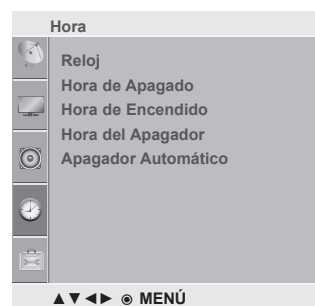 Hora
Reloj
Hora de Apagado
Hora de Encendido
Hora del Apagador
Apagador Automático
▲▼◄► ◉ MENÚ